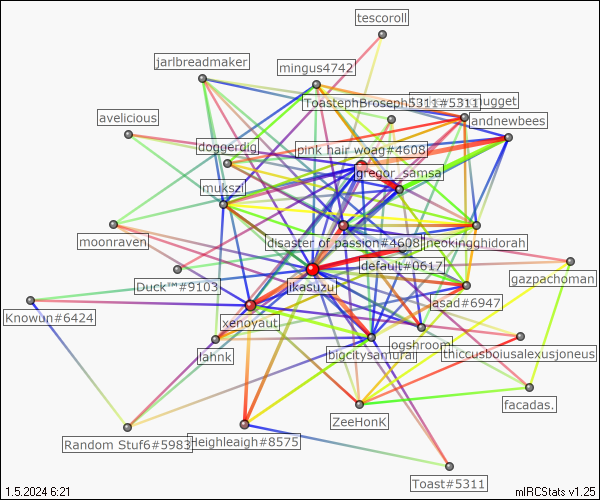 tescoroll
jarlbreadmaker
mingus4742
nugget
ToastephBroseph5311#5311
avelicious
andnewbees
doggerdig
pink hair woag#4608
gregor_samsa
mukszi
moonraven
disaster of passion#4608
neokingghidorah
default#0617
gazpachoman
Duck™#9103
ikasuzu
asad#6947
Knowun#6424
xenoyaut
ogshroom
lahnk
bigcitysamurai
thiccusboiusalexusjoneus
facadas.
ZeeHonK
Random Stuf6#5983
Heighleagh#8575
Toast#5311
1.5.2024 6:21
mIRCStats v1.25